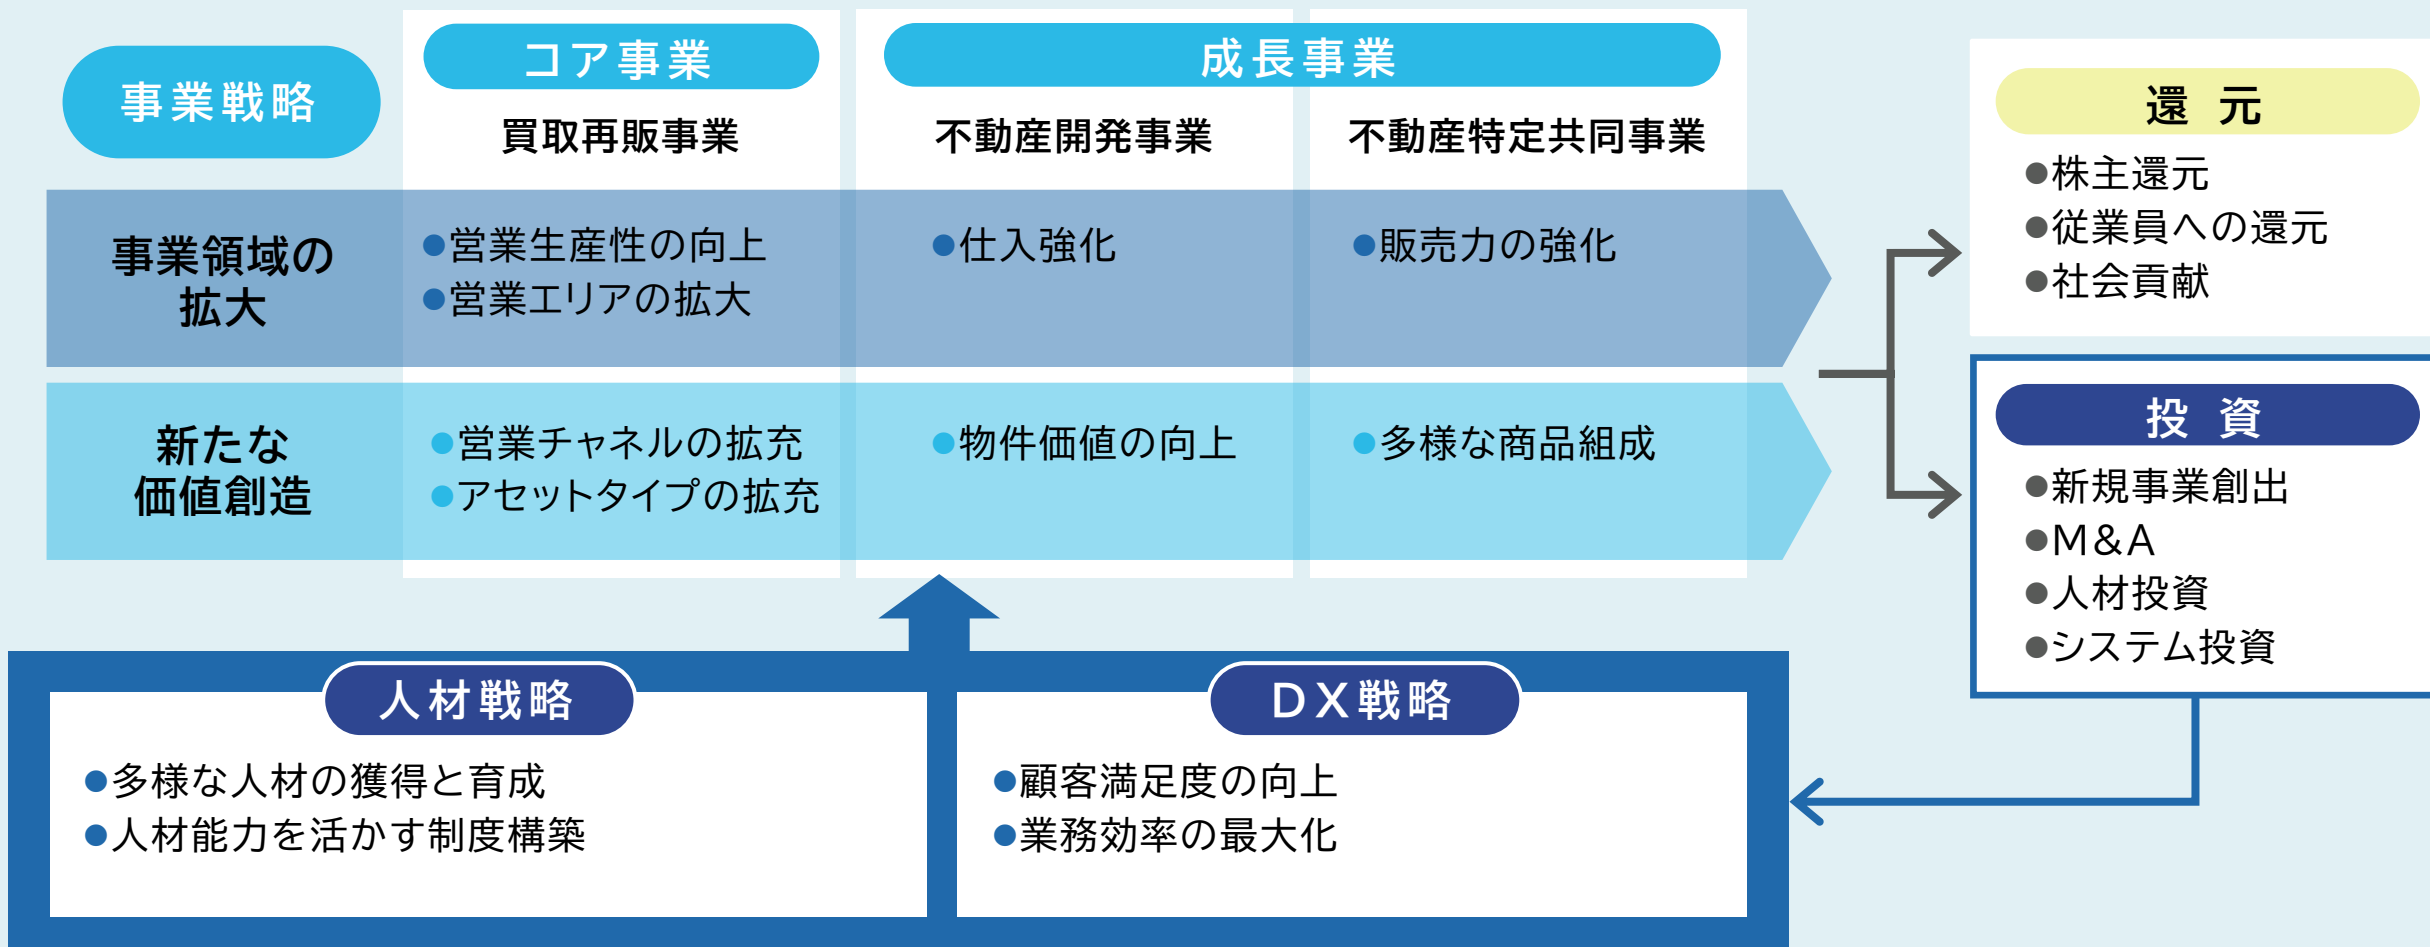 事業戦略
コア事業
成長事業
買取再販事業
不動産開発事業
不動産特定共同事業
事業領域の
拡大
●営業生産性の向上
●営業エリアの拡大
●仕入強化
●販売力の強化
新たな
価値創造
●営業チャネルの拡充
●アセットタイプの拡充
●物件価値の向上
●多様な商品組成
還 元
●株主還元
●従業員への還元
●社会貢献
投 資
●新規事業創出
●M&A
●人材投資
●システム投資
人材戦略
●多様な人材の獲得と育成
●人材能力を活かす制度構築
DX戦略
●顧客満足度の向上
●業務効率の最大化